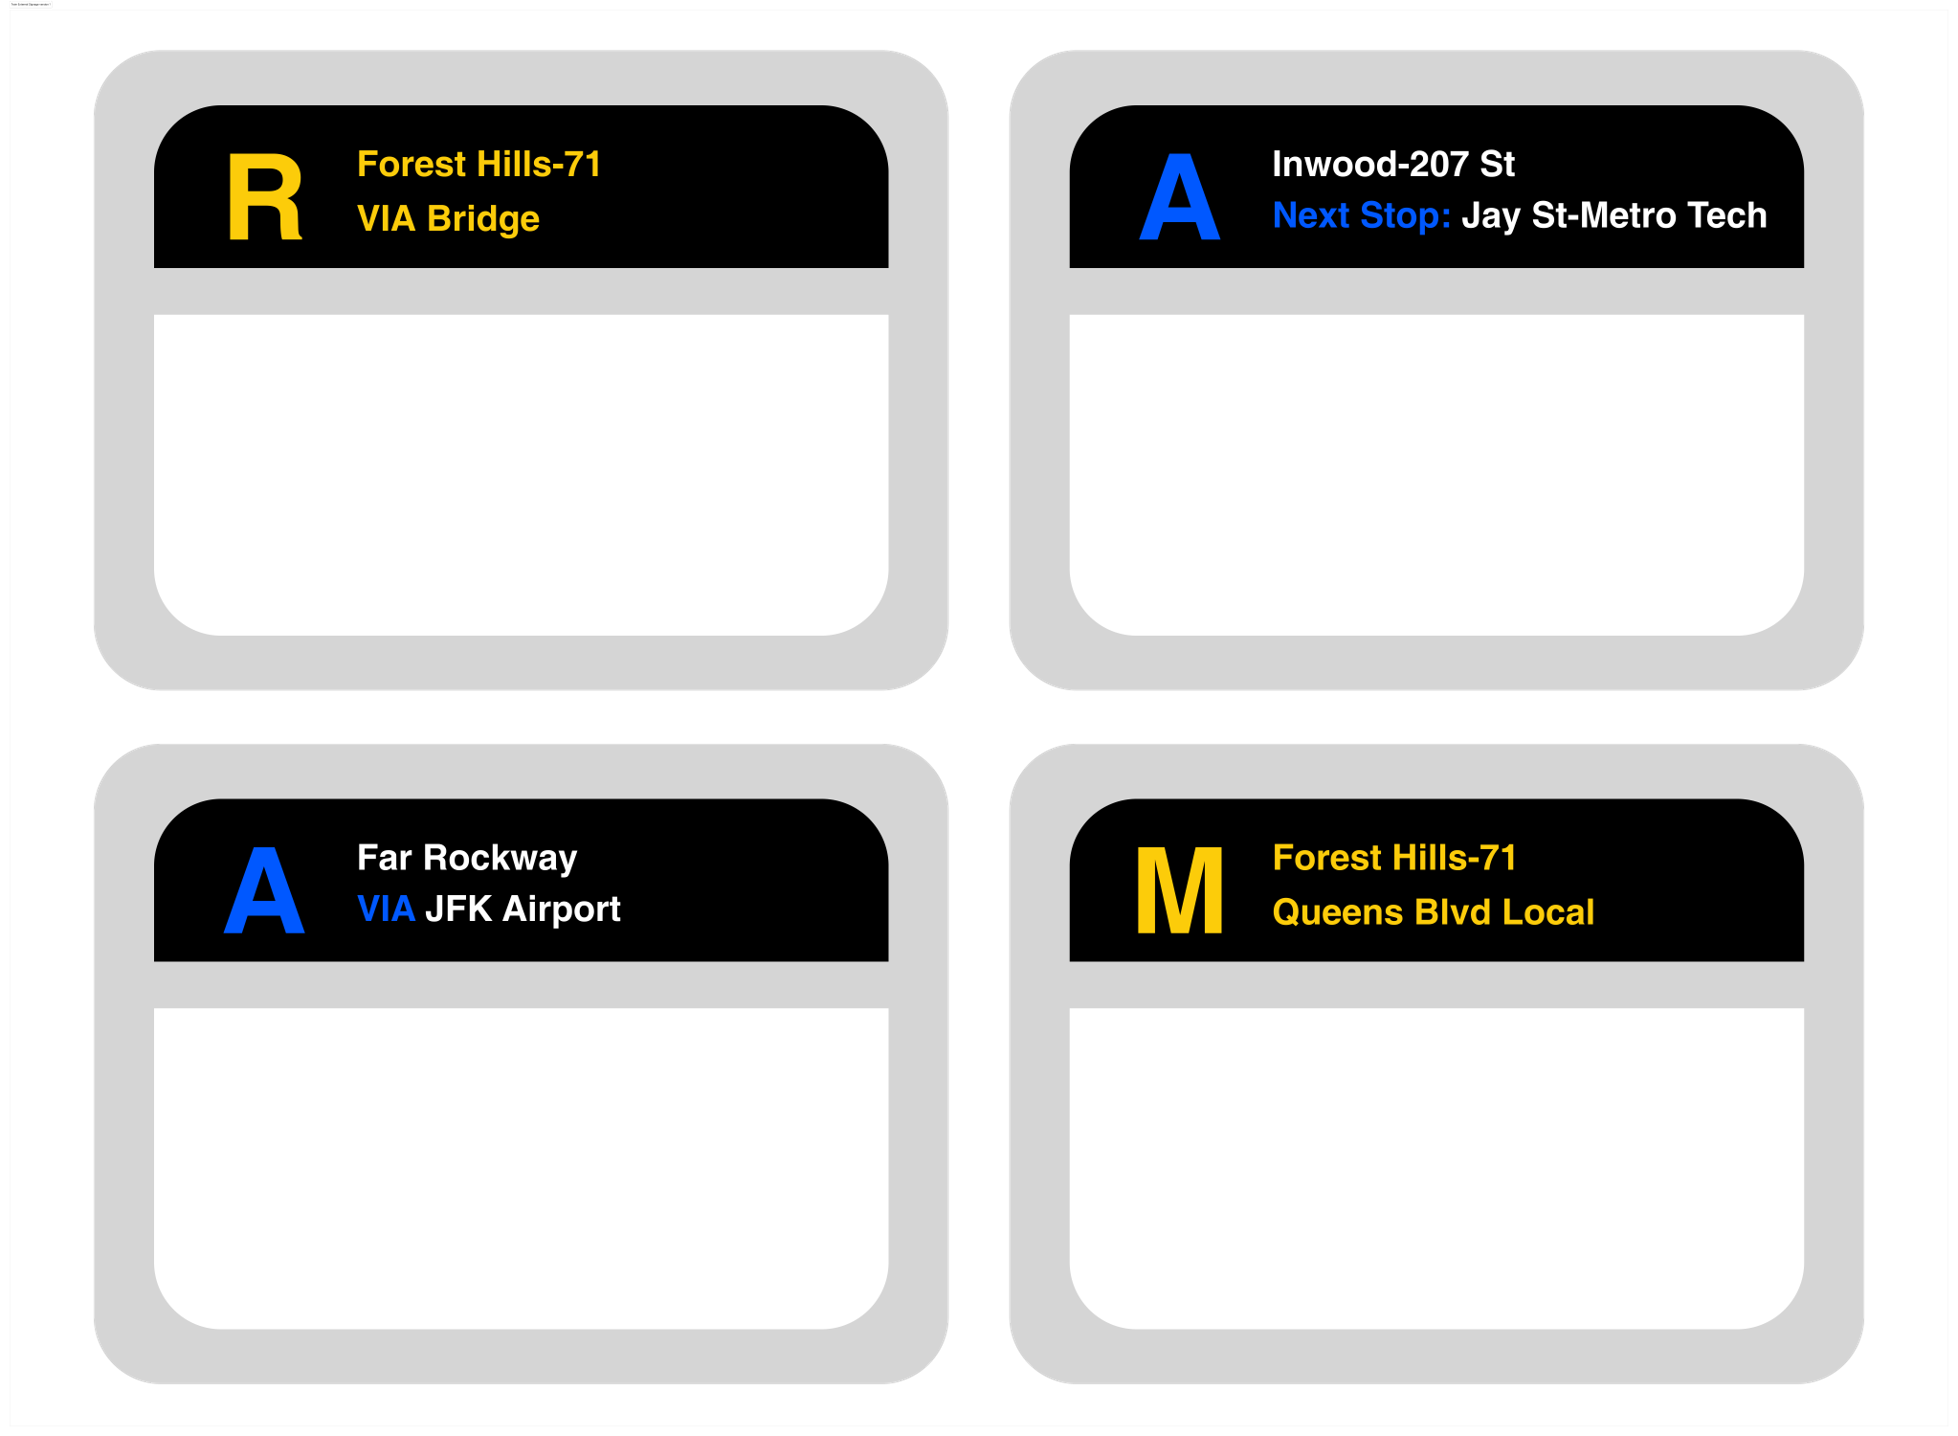 R
Forest Hills-71
VIA Bridge
A
Inwood-207 St
Next Stop: Jay St-Metro Tech
A
Far Rockway
VIA JFK Airport
M
Forest Hills-71
Queens Blvd Local